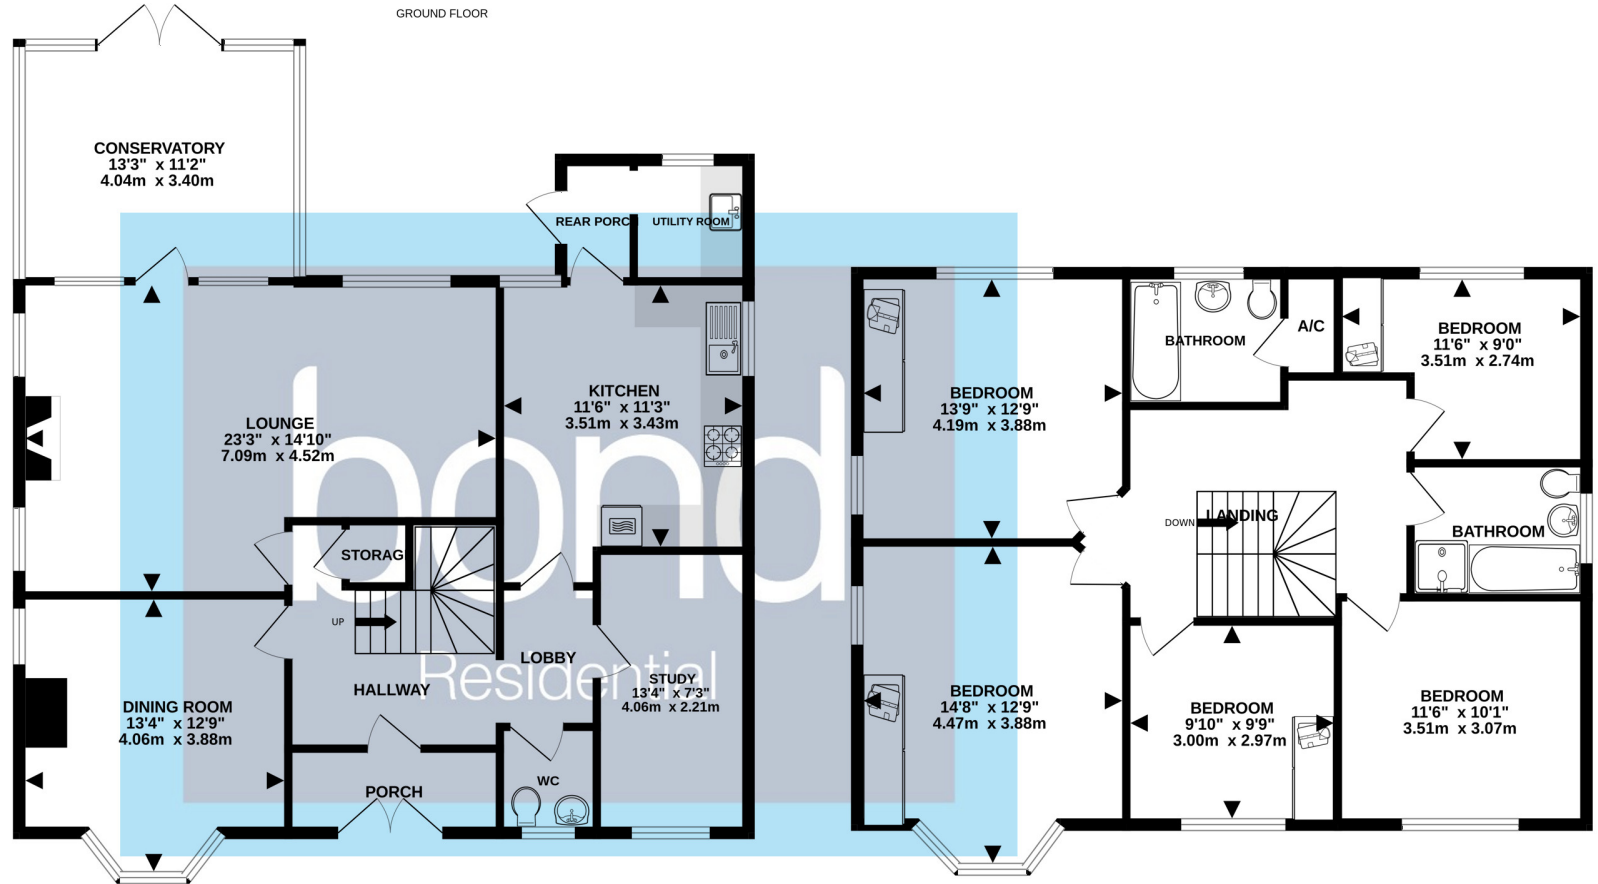 GROUND FLOOR
CONSERVATORY
13'3" x 11'2"
4.04m x 3.40m
REAR PORCH
UTILITY ROOM
LOUNGE
23'3" x 14'10"
7.09m x 4.52m
KITCHEN
11'6" x 11'3"
3.51m x 3.43m
STORAG
UP
HALLWAY
LOBBY
STUDY
13'4" x 7'3"
4.06m x 2.21m
DINING ROOM
13'4" x 12'9"
4.06m x 3.88m
PORCH
WC
bond
Residential
BEDROOM
13'9" x 12'9"
4.19m x 3.88m
BATHROOM
A/C
BEDROOM
11'6" x 9'0"
3.51m x 2.74m
DOWN
LANDING
BATHROOM
BEDROOM
14'8" x 12'9"
4.47m x 3.88m
BEDROOM
9'10" x 9'9"
3.00m x 2.97m
BEDROOM
11'6" x 10'1"
3.51m x 3.07m